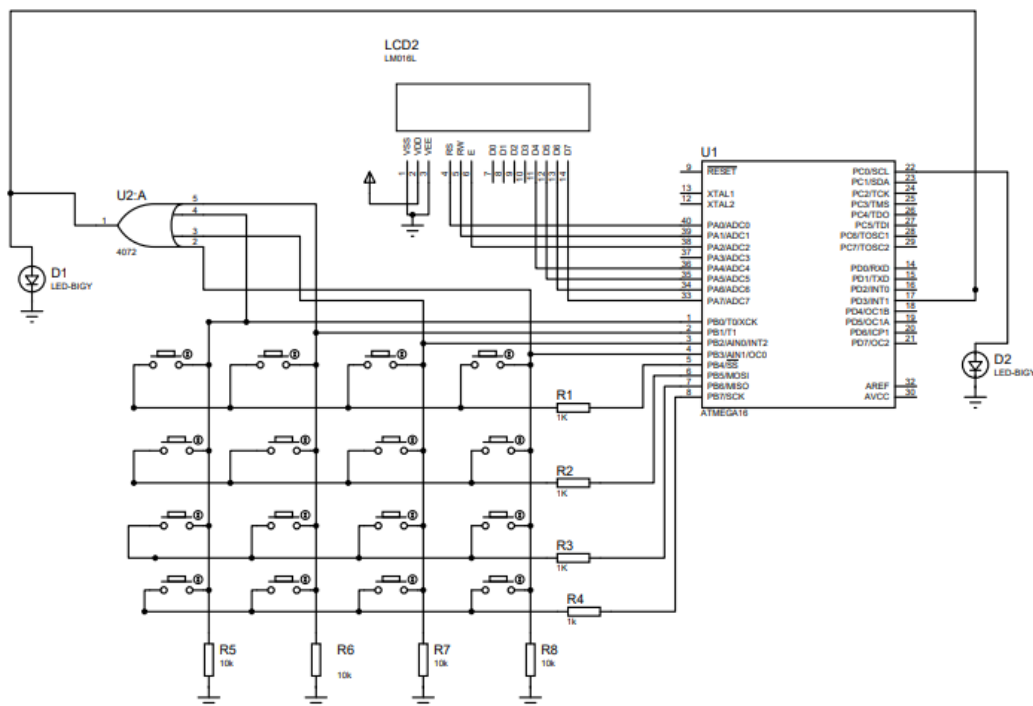 LCD2
LM016L
VSS
VDD
VEE
RS
RW
E
D0
D1
D2
D3
D4
D5
D6
D7
1
2
3
4
5
6
7
8
9
10
11
12
13
14
U1
9 RESET
13 XTAL1
12 XTAL2
40 PA0/ADC0
39 PA1/ADC1
38 PA2/ADC2
37 PA3/ADC3
36 PA4/ADC4
35 PA5/ADC5
34 PA6/ADC6
33 PA7/ADC7
1 PB0/T0/XCK
2 PB1/T1
3 PB2/AIN0/INT2
4 PB3/AIN1/OC0
5 PB4/SS
6 PB5/MOSI
7 PB6/MISO
8 PB7/SCK
PC0/SCL 22
PC1/SDA 23
PC2/TCK 24
PC3/TMS 25
PC4/TDO 26
PC5/TDI 27
PC6/TOSC1 28
PC7/TOSC2 29
PD0/RXD 14
PD1/TXD 15
PD2/INT0 16
PD3/INT1 17
PD4/OC1B 18
PD5/OC1A 19
PD6/ICP1 20
PD7/OC2 21
AREF 32
AVCC 30
ATMEGA16
U2:A
1
5
4
3
2
4072
D1
LED-BIGY
D2
LED-BIGY
R1
1K
R2
1K
R3
1K
R4
1k
R5
10k
R6
10k
R7
10k
R8
10k